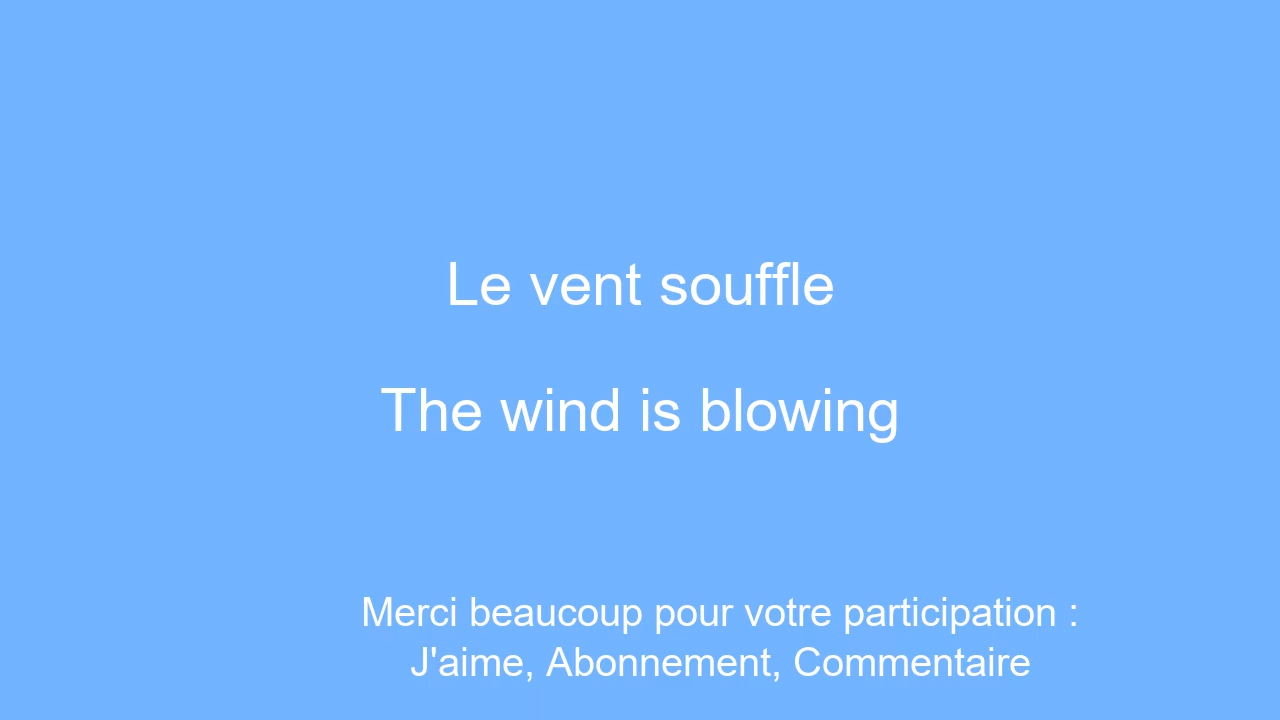 Le vent souffle
The wind is blowing
Merci beaucoup pour votre participation :
J'aime, Abonnement, Commentaire